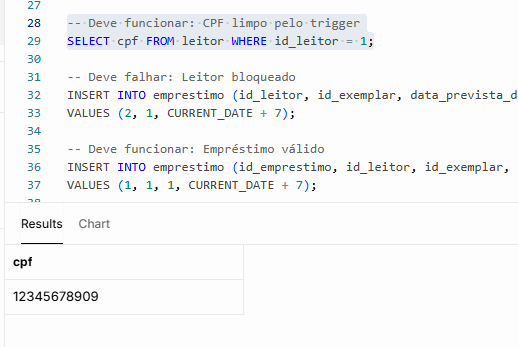 27
28 -- Deve funcionar: CPF limpo pelo trigger
29 SELECT cpf FROM leitor WHERE id_leitor = 1;
30
31 -- Deve falhar: Leitor bloqueado
32 INSERT INTO emprestimo (id_leitor, id_exemplar, data_prevista_d
33 VALUES (2, 1, CURRENT_DATE + 7);
34
35 -- Deve funcionar: Empréstimo válido
36 INSERT INTO emprestimo (id_emprestimo, id_leitor, id_exemplar,
37 VALUES (1, 1, 1, CURRENT_DATE + 7);
38
Results Chart
cpf
12345678909